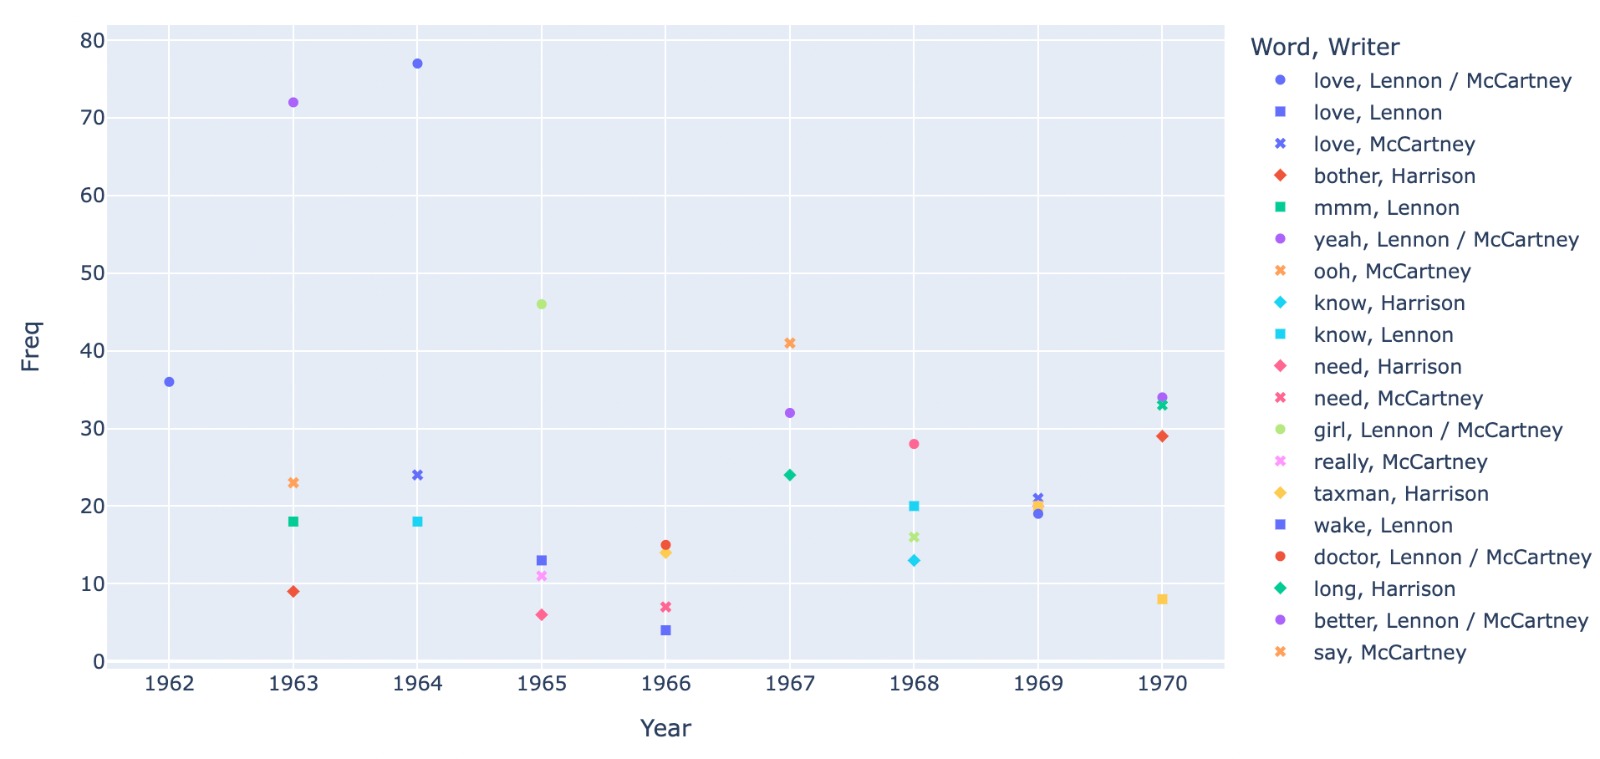 80
70
60
50
40
30
20
10
0
Freq
1962 1963 1964 1965 1966 1967 1968 1969 1970
Year
Word, Writer
love, Lennon / McCartney
love, Lennon
love, McCartney
bother, Harrison
mmm, Lennon
yeah, Lennon / McCartney
ooh, McCartney
know, Harrison
know, Lennon
need, Harrison
need, McCartney
girl, Lennon / McCartney
really, McCartney
taxman, Harrison
wake, Lennon
doctor, Lennon / McCartney
long, Harrison
better, Lennon / McCartney
say, McCartney